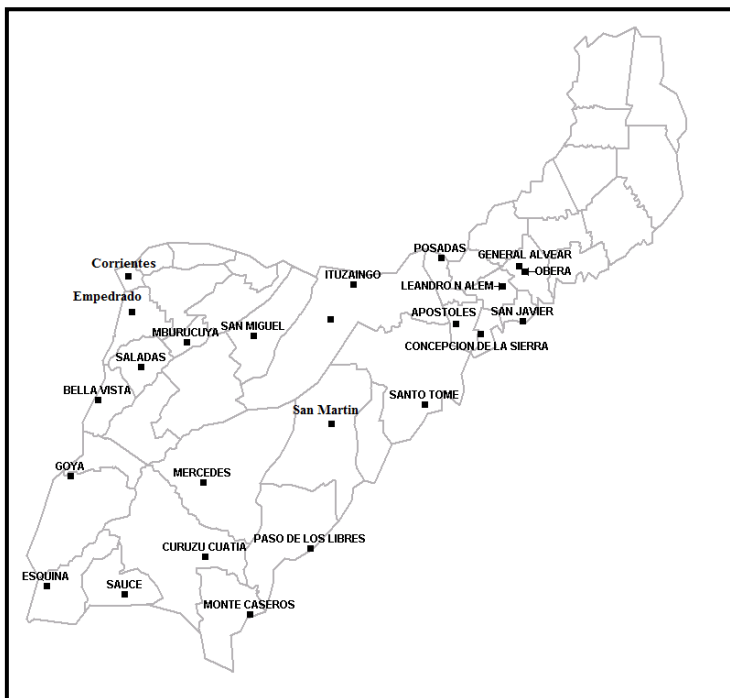 POSADAS
GENERAL ALVEAR
Corrientes
OBERA
ITUZAINGO
LEANDRO N ALEM
Empedrado
APOSTOLES
SAN JAVIER
SAN MIGUEL
MBURUCUYA
CONCEPCION DE LA SIERRA
SALADAS
BELLA VISTA
SANTO TOME
San Martin
GOYA
MERCEDES
PASO DE LOS LIBRES
CURUZU CUATIA
ESQUINA
SAUCE
MONTE CASEROS